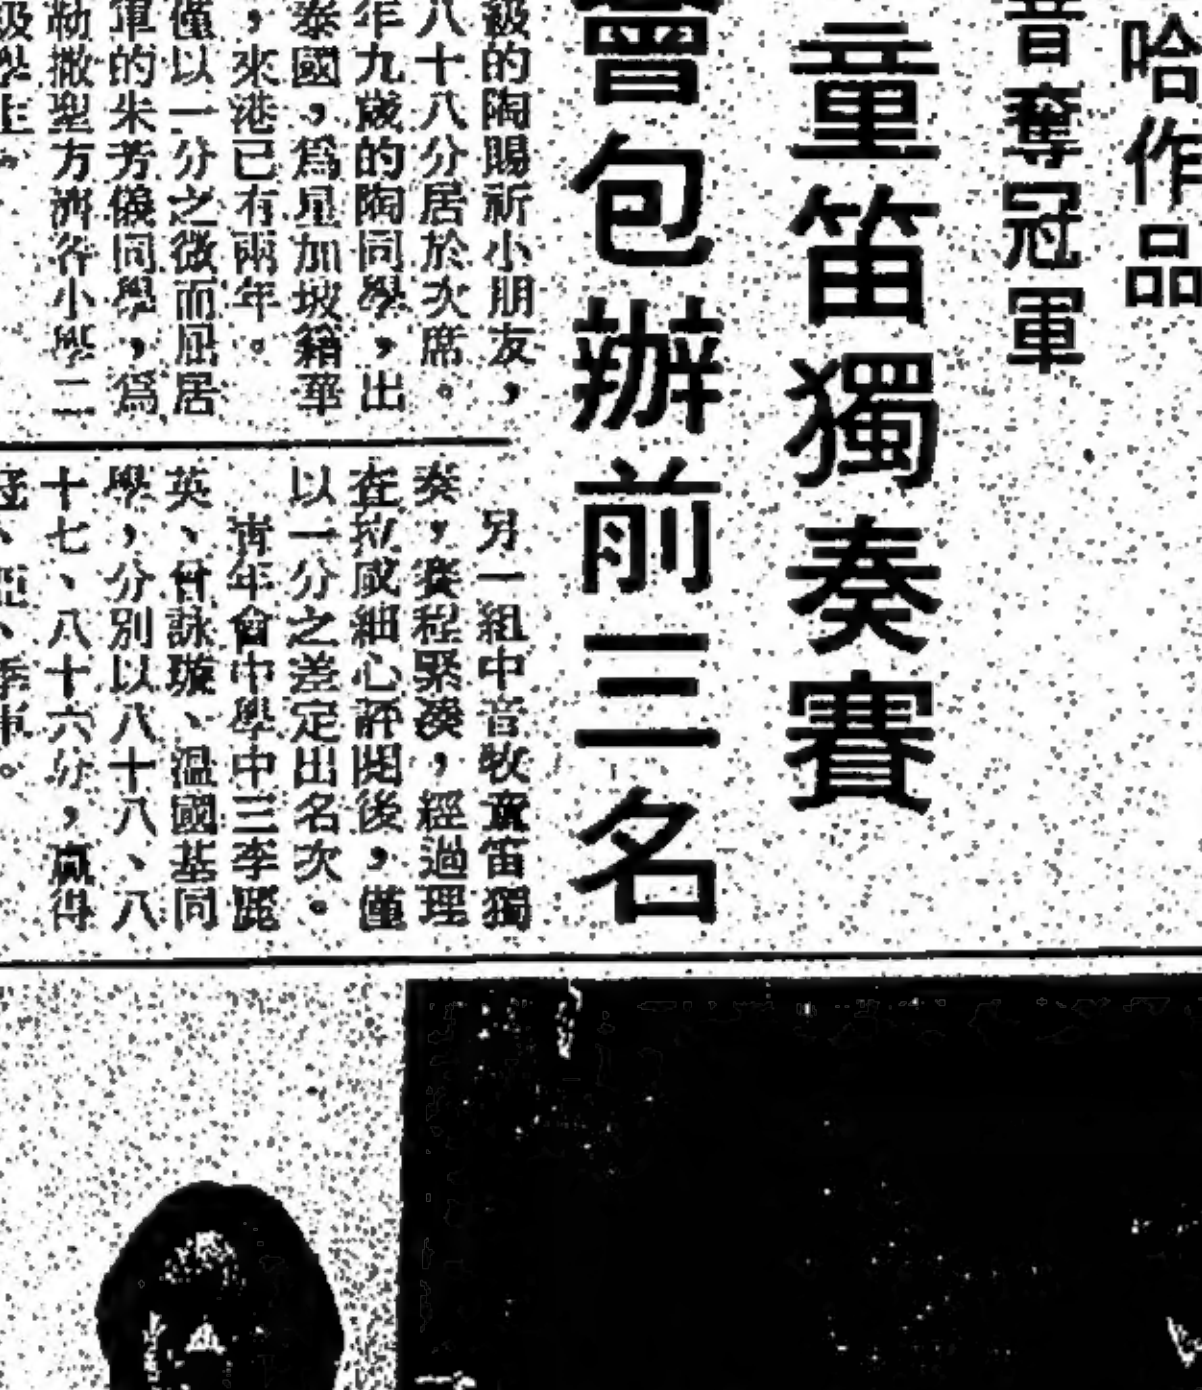 哈作品
音奪冠軍
童笛獨奏賽
會包辦前三名
級的陶賜祈小朋友，
八十八分居於次席。
年九歲的陶同學，出
泰國，爲星加坡籍華
，來港已有兩年。
僅以一分之微而屈居
軍的朱芳儀同學，爲
勒撒聖方濟各小學二
級學生。
另一組中音牧童笛獨
奏，賽程緊湊，經過理
查拉咸細心評閱後，僅
以一分之差定出名次。
青年會中學中三李麗
英、曾詠璇、溫國基同
學，分別以八十八、八
十七、八十六分，贏得
冠、亞、季軍。